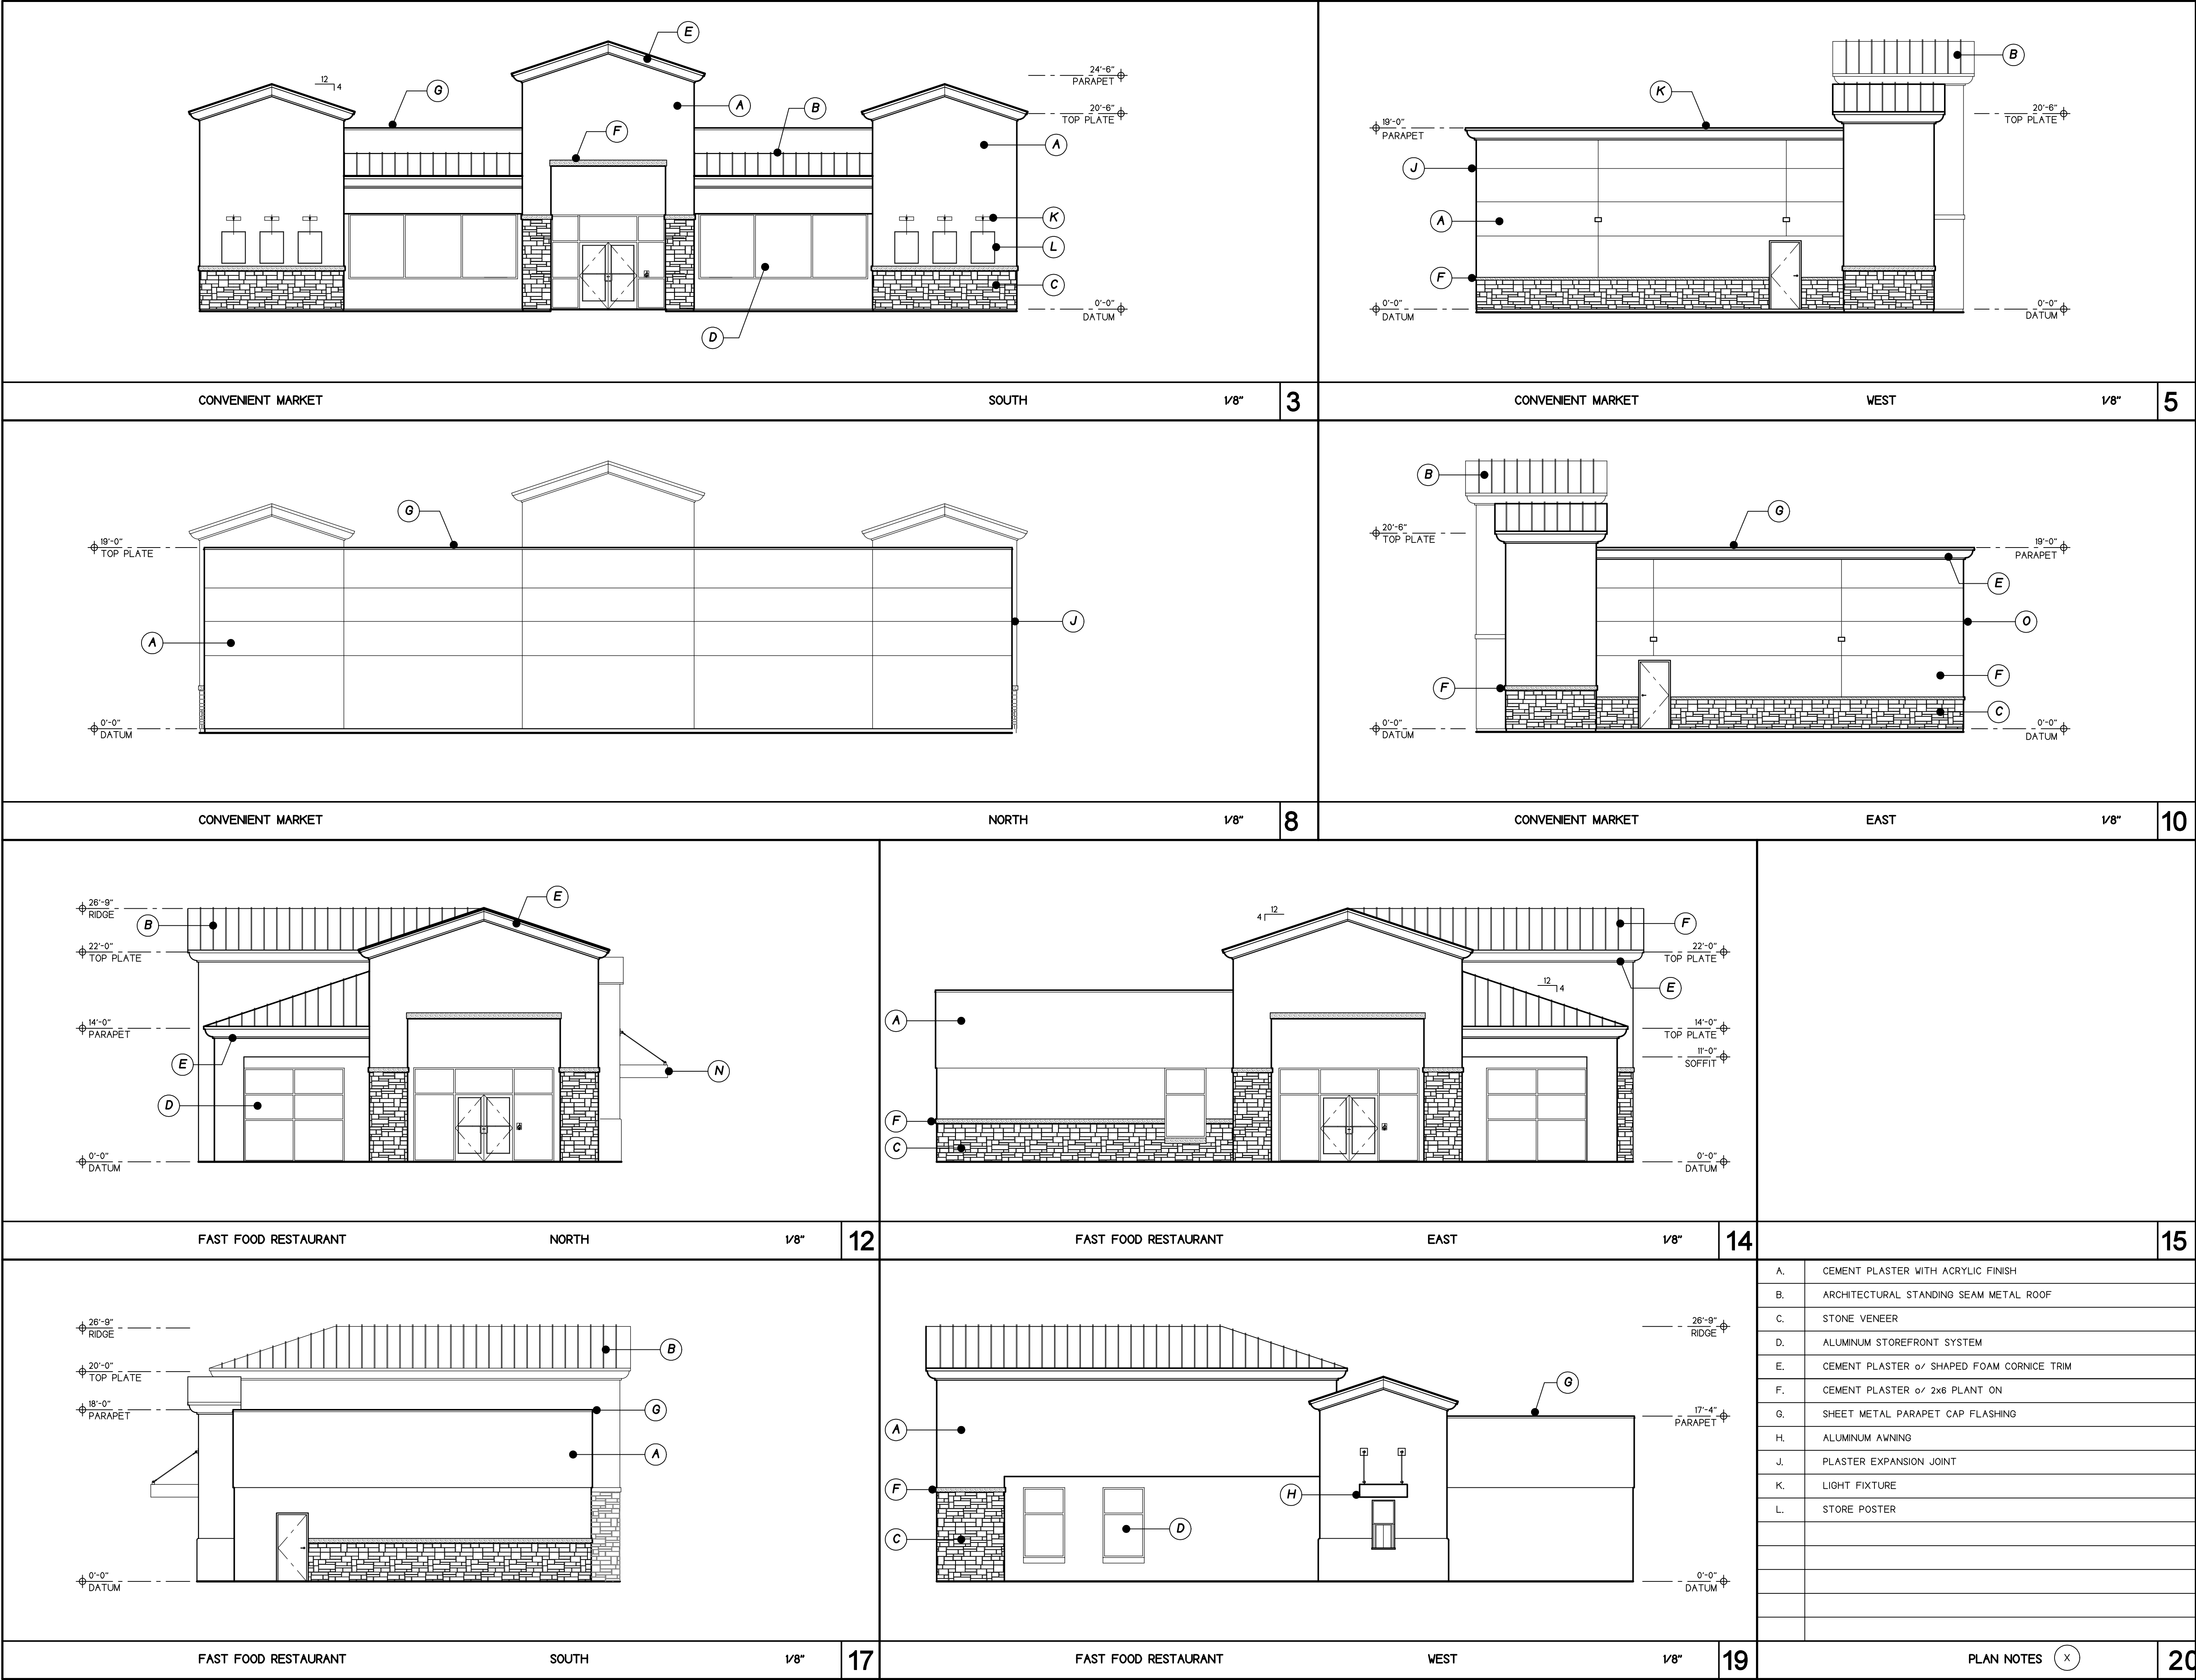 E
12
4
G
A
B
F
A
K
L
C
D
24'-6"
PARAPET
20'-6"
TOP PLATE
0'-0"
DATUM
CONVENIENT MARKET SOUTH 1/8" 3
B
K
19'-0"
PARAPET
20'-6"
TOP PLATE
J
A
F
0'-0"
DATUM
0'-0"
DATUM
CONVENIENT MARKET WEST 1/8" 5
G
19'-0"
TOP PLATE
J
A
0'-0"
DATUM
CONVENIENT MARKET NORTH 1/8" 8
B
G
20'-6"
TOP PLATE
19'-0"
PARAPET
E
O
F
F
C
0'-0"
DATUM
0'-0"
DATUM
CONVENIENT MARKET EAST 1/8" 10
26'-9"
RIDGE
E
B
22'-0"
TOP PLATE
14'-0"
PARAPET
E
N
D
0'-0"
DATUM
FAST FOOD RESTAURANT NORTH 1/8" 12
12
4
F
22'-0"
TOP PLATE
E
12
4
A
14'-0"
TOP PLATE
11'-0"
SOFFIT
F
C
0'-0"
DATUM
FAST FOOD RESTAURANT EAST 1/8" 14
15
26'-9"
RIDGE
B
20'-0"
TOP PLATE
18'-0"
PARAPET
G
A
0'-0"
DATUM
FAST FOOD RESTAURANT SOUTH 1/8" 17
26'-9"
RIDGE
G
17'-4"
PARAPET
A
F
H
D
C
0'-0"
DATUM
FAST FOOD RESTAURANT WEST 1/8" 19
A. CEMENT PLASTER WITH ACRYLIC FINISH
B. ARCHITECTURAL STANDING SEAM METAL ROOF
C. STONE VENEER
D. ALUMINUM STOREFRONT SYSTEM
E. CEMENT PLASTER o/ SHAPED FOAM CORNICE TRIM
F. CEMENT PLASTER o/ 2x6 PLANT ON
G. SHEET METAL PARAPET CAP FLASHING
H. ALUMINUM AWNING
J. PLASTER EXPANSION JOINT
K. LIGHT FIXTURE
L. STORE POSTER
PLAN NOTES X 20